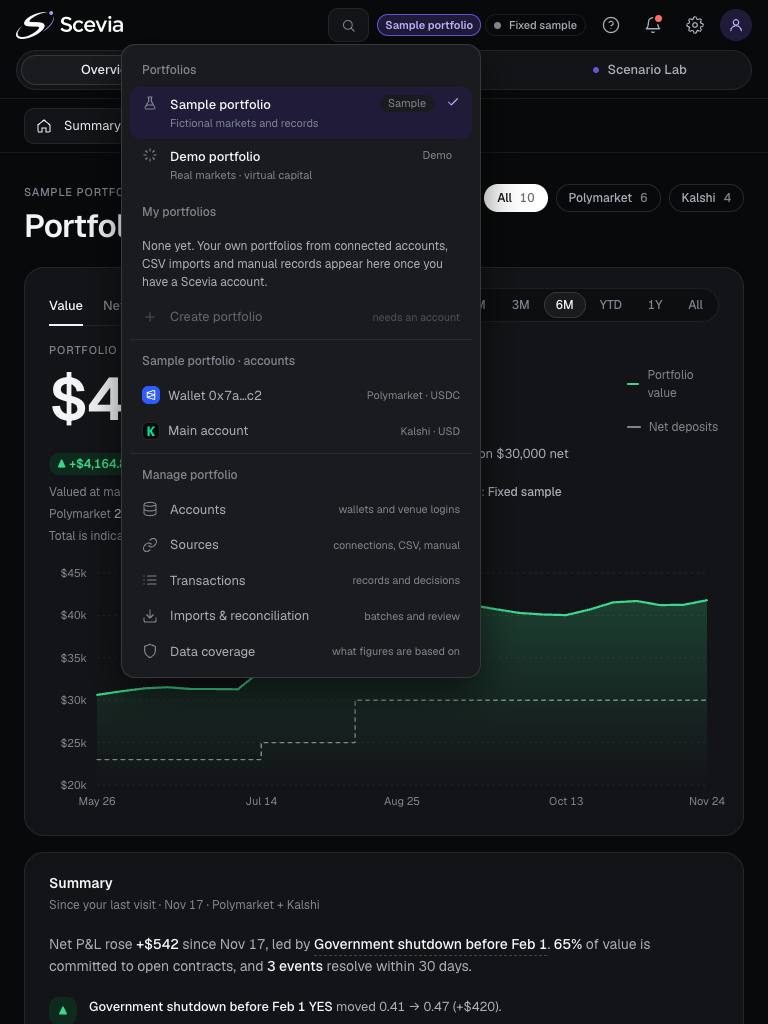 Scevia
Sample portfolio
Fixed sample
Scenario Lab
Summary
Portfolios
Sample portfolio Sample
Fictional markets and records
Demo portfolio Demo
Real markets · virtual capital
My portfolios
None yet. Your own portfolios from connected accounts,
CSV imports and manual records appear here once you
have a Scevia account.
Create portfolio needs an account
Sample portfolio · accounts
Wallet 0x7a…c2 Polymarket · USDC
Main account Kalshi · USD
Manage portfolio
Accounts wallets and venue logins
Sources connections, CSV, manual
Transactions records and decisions
Imports & reconciliation batches and review
Data coverage what figures are based on
SAMPLE
All 10 Polymarket 6 Kalshi 4
Value
3M 6M YTD 1Y All
PORTFOLIO
Portfolio
value
Net deposits
on $30,000 net
Valued at
: Fixed sample
Polymarket
Total is
$45k
$40k
$35k
$30k
$25k
$20k
May 26 Jul 14 Aug 25 Oct 13 Nov 24
Summary
Since your last visit · Nov 17 · Polymarket + Kalshi
Net P&L rose +$542 since Nov 17, led by Government shutdown before Feb 1. 65% of value is
committed to open contracts, and 3 events resolve within 30 days.
Government shutdown before Feb 1 YES moved 0.41 → 0.47 (+$420).